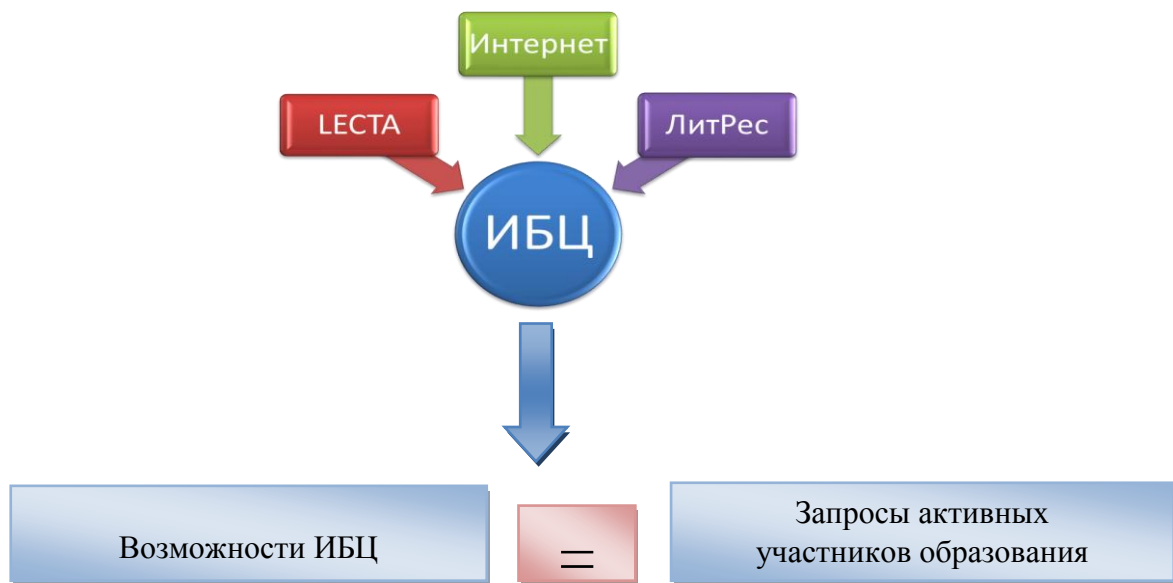 Интернет
LECTA
ЛитРес
ИБЦ
Возможности ИБЦ
=
Запросы активных
участников образования